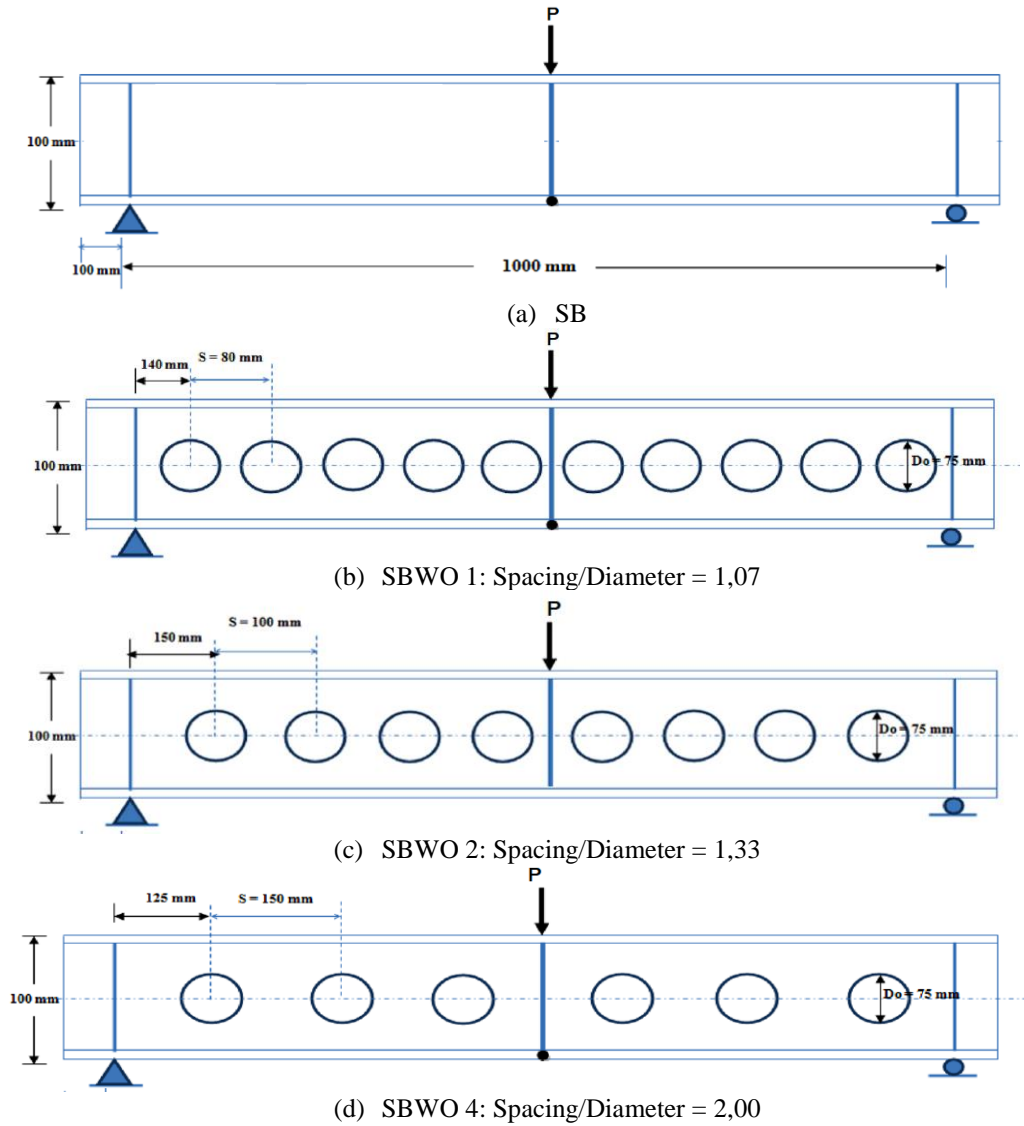 P
100 mm
100 mm
1000 mm
(a) SB
P
140 mm
S = 80 mm
100 mm
Do = 75 mm
(b) SBWO 1: Spacing/Diameter = 1,07
P
150 mm
S = 100 mm
100 mm
Do = 75 mm
(c) SBWO 2: Spacing/Diameter = 1,33
P
125 mm
S = 150 mm
100 mm
Do = 75 mm
(d) SBWO 4: Spacing/Diameter = 2,00